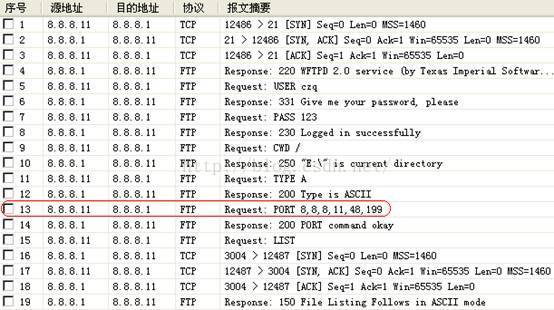 序号 源地址 目的地址 协议 报文摘要
1 8.8.8.11 8.8.8.1 TCP 12486 > 21 [SYN] Seq=0 Len=0 MSS=1460
2 8.8.8.1 8.8.8.11 TCP 21 > 12486 [SYN, ACK] Seq=0 Ack=1 Win=65535 Len=0 MSS=1460
3 8.8.8.11 8.8.8.1 TCP 12486 > 21 [ACK] Seq=1 Ack=1 Win=65535 Len=0
4 8.8.8.1 8.8.8.11 FTP Response: 220 WFTPD 2.0 service (by Texas Imperial Softwar...
5 8.8.8.11 8.8.8.1 FTP Request: USER czq
6 8.8.8.1 8.8.8.11 FTP Response: 331 Give me your password, please
7 8.8.8.11 8.8.8.1 FTP Request: PASS 123
8 8.8.8.1 8.8.8.11 FTP Response: 230 Logged in successfully
9 8.8.8.11 8.8.8.1 FTP Request: CWD /
10 8.8.8.1 8.8.8.11 FTP Response: 250 "E:\" is current directory
11 8.8.8.11 8.8.8.1 FTP Request: TYPE A
12 8.8.8.1 8.8.8.11 FTP Response: 200 Type is ASCII
13 8.8.8.11 8.8.8.1 FTP Request: PORT 8,8,8,11,48,199
14 8.8.8.1 8.8.8.11 FTP Response: 200 PORT command okay
15 8.8.8.11 8.8.8.1 FTP Request: LIST
16 8.8.8.1 8.8.8.11 TCP 3004 > 12487 [SYN] Seq=0 Len=0 MSS=1460
17 8.8.8.11 8.8.8.1 TCP 12487 > 3004 [SYN, ACK] Seq=0 Ack=1 Win=65535 Len=0 MSS=1460
18 8.8.8.1 8.8.8.11 TCP 3004 > 12487 [ACK] Seq=1 Ack=1 Win=65535 Len=0
19 8.8.8.1 8.8.8.11 FTP Response: 150 File Listing Follows in ASCII mode